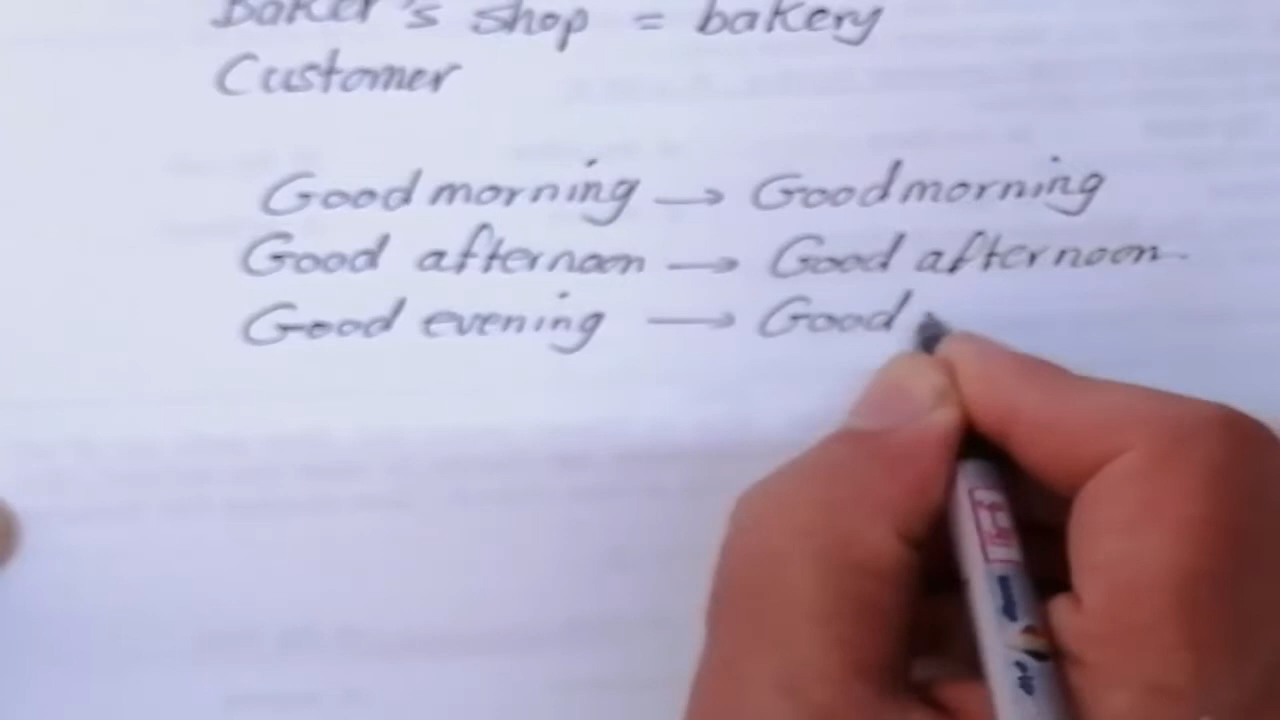 Baker's shop = bakery
Customer
Good morning → Good morning
Good afternoon → Good afternoon.
Good evening → Good